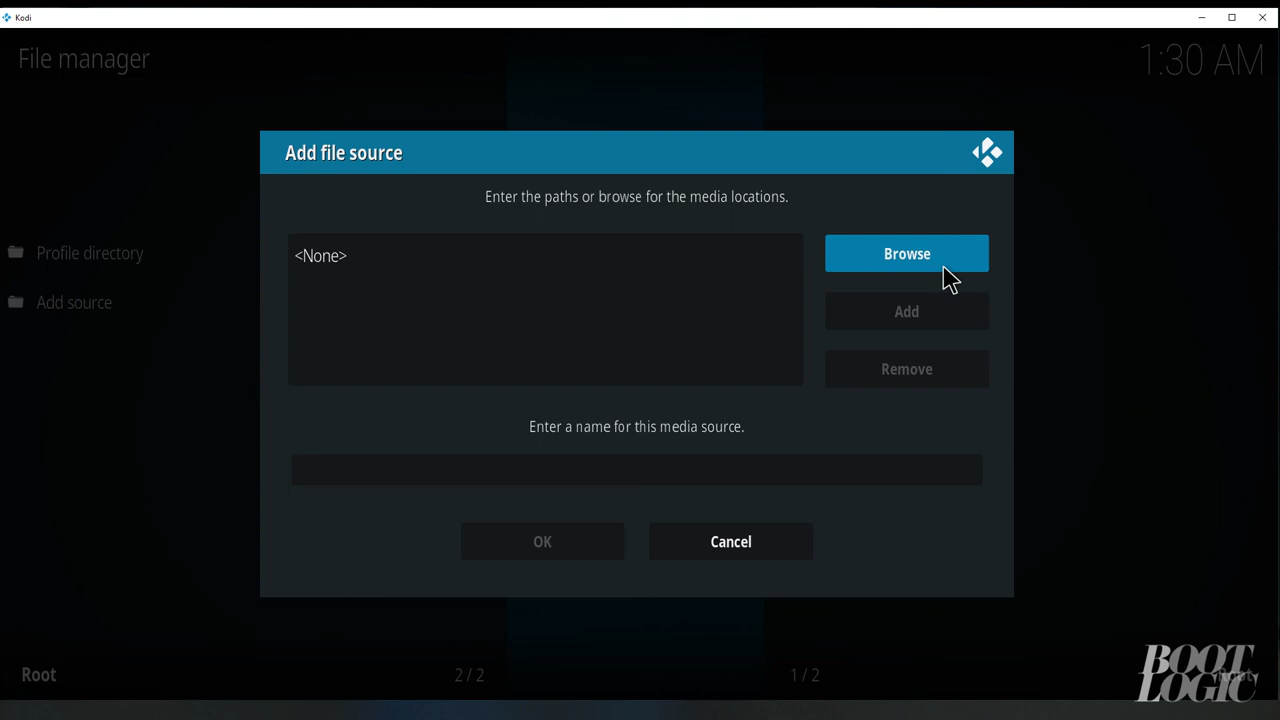 Kodi
File manager
1:30 AM
Add file source
Enter the paths or browse for the media locations.
Profile directory
Add source
<None>
Browse
Add
Remove
Enter a name for this media source.
OK
Cancel
Root
2 / 2
1 / 2
Root
BOOT
LOGIC